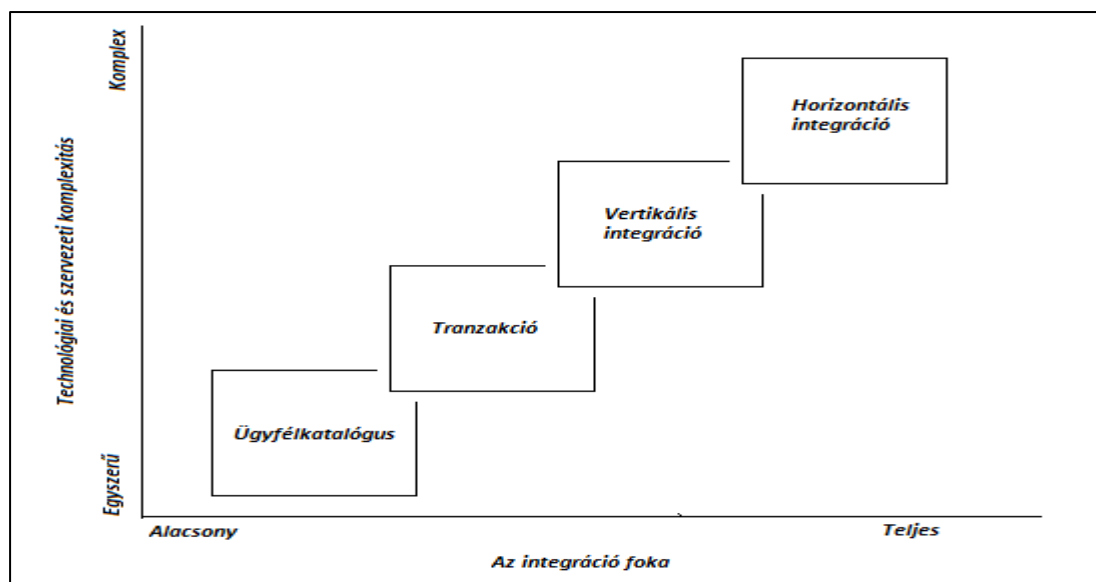 Komplex
Horizontális
integráció
Technológiai és szervezeti komplexitás
Vertikális
integráció
Tranzakció
Ügyfélkatalógus
Egyszerű
Alacsony
Teljes
Az integráció foka